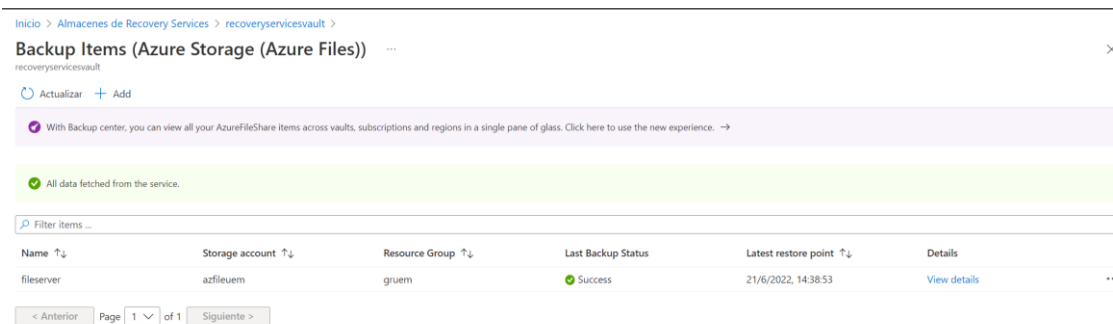 Inicio > Almacenes de Recovery Services > recoveryservicesvault >
Backup Items (Azure Storage (Azure Files)) ...
recoveryservicesvault
Actualizar + Add
With Backup center, you can view all your AzureFileShare items across vaults, subscriptions and regions in a single pane of glass. Click here to use the new experience. →
All data fetched from the service.
Filter items ...
Name ↑↓ Storage account ↑↓ Resource Group ↑↓ Last Backup Status Latest restore point ↑↓ Details
fileserver azfileuem gruem Success 21/6/2022, 14:38:53 View details
< Anterior Page 1 of 1 Siguiente >